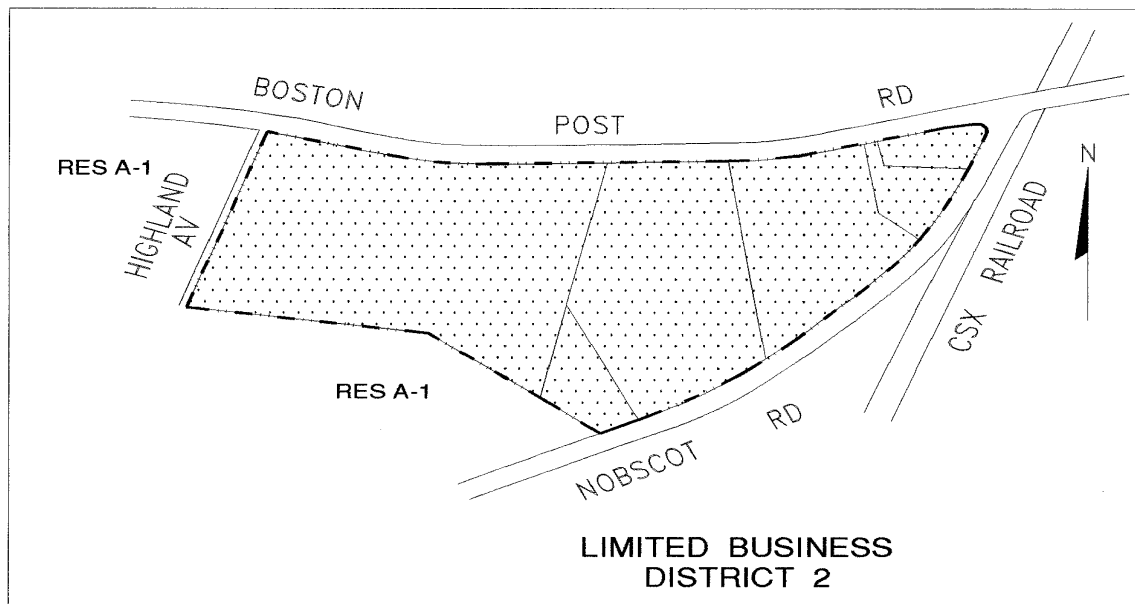 BOSTON POST RD
RES A-1
HIGHLAND
AV
N
CSX RAILROAD
RES A-1
NOBSCOT RD
LIMITED BUSINESS
DISTRICT 2